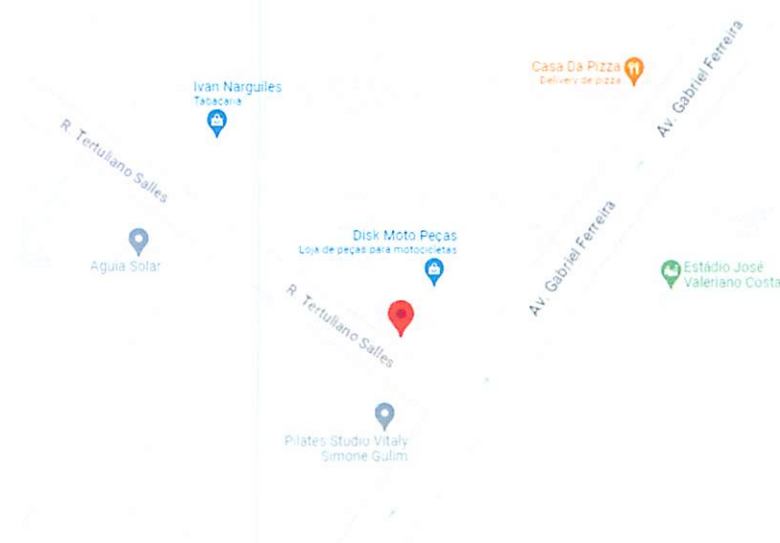 Casa Da Pizza
Delivery de pizza
Av. Gabriel Ferreira
Ivan Narguiles
Tabacaria
R. Tertuliano Salles
Disk Moto Peças
Loja de peças para motocicletas
Av. Gabriel Ferreira
Aguia Solar
Estádio José
Valeriano Costa
R. Tertuliano Salles
Pilates Studio Vitaly
Simone Gulim